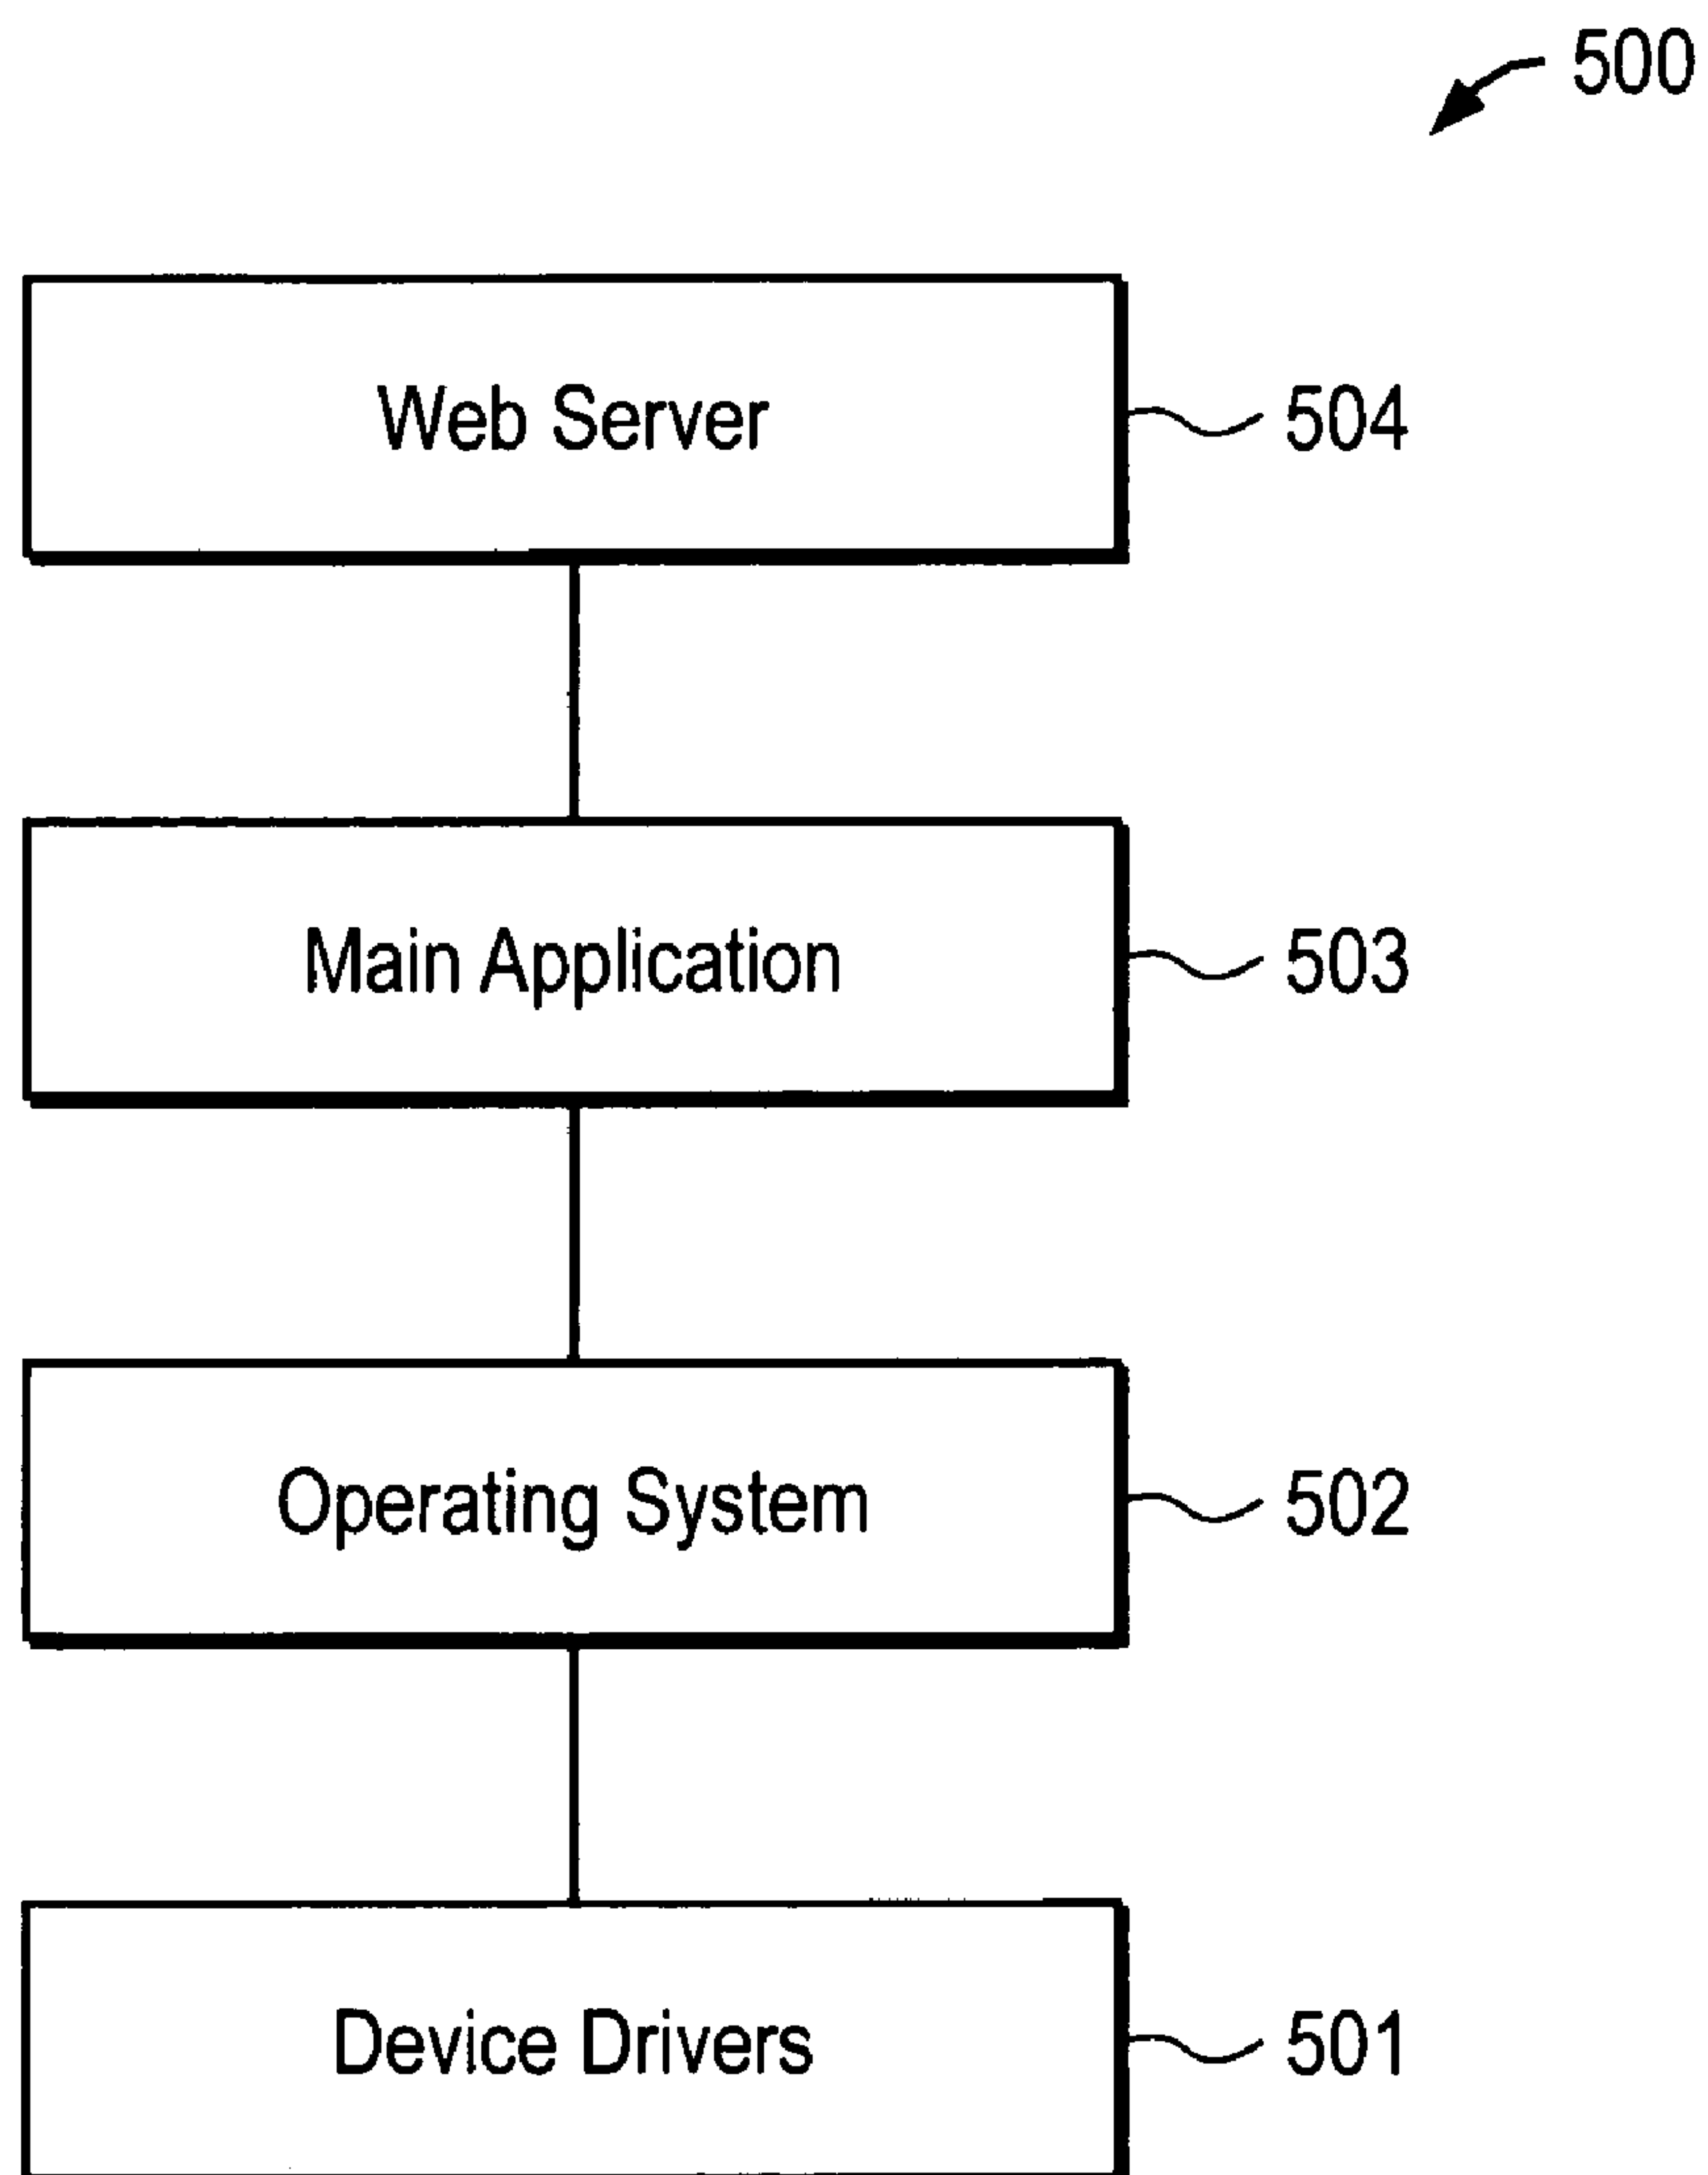 500
Web Server
504
Main Application
503
Operating System
502
Device Drivers
501